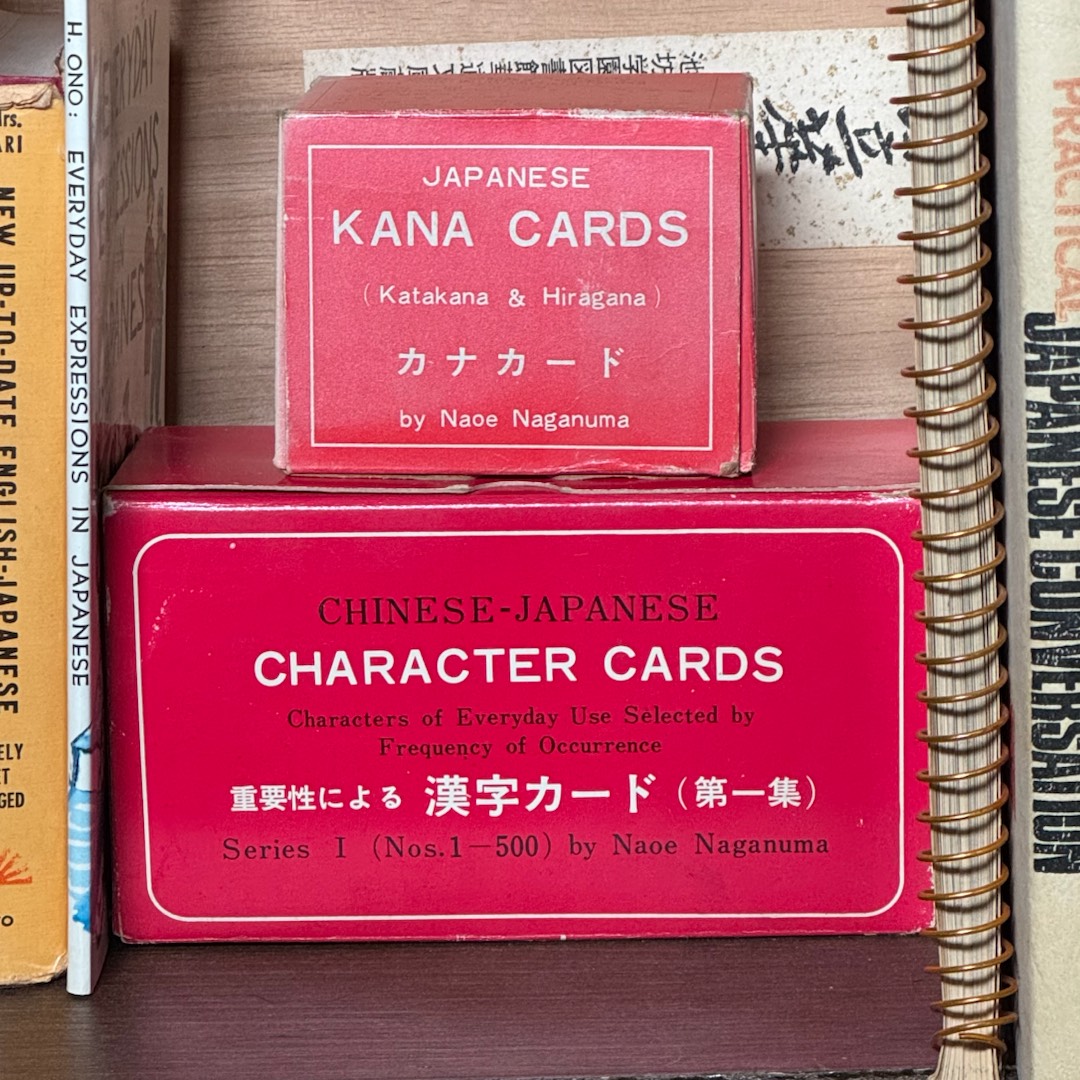 H. ONO: EVERYDAY EXPRESSIONS IN JAPANESE
NEW UP-TO-DATE ENGLISH-JAPANESE
JAPANESE
KANA CARDS
(Katakana & Hiragana)
カナカード
by Naoe Naganuma
CHINESE-JAPANESE
CHARACTER CARDS
Characters of Everyday Use Selected by
Frequency of Occurrence
重要性による 漢字カード (第一集)
Series I (Nos.1－500) by Naoe Naganuma
PRACTICAL
JAPANESE CONVERSATION